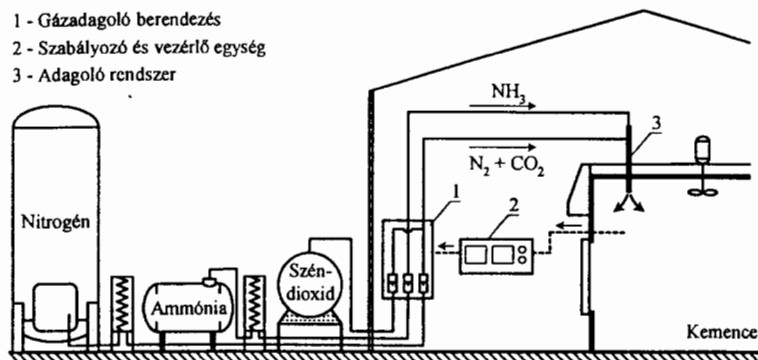 1 - Gázadagoló berendezés
2 - Szabályozó és vezérlő egység
3 - Adagoló rendszer
NH₃
N₂ + CO₂
3
1
2
Nitrogén
Ammónia
Szén-
dioxid
Kemence